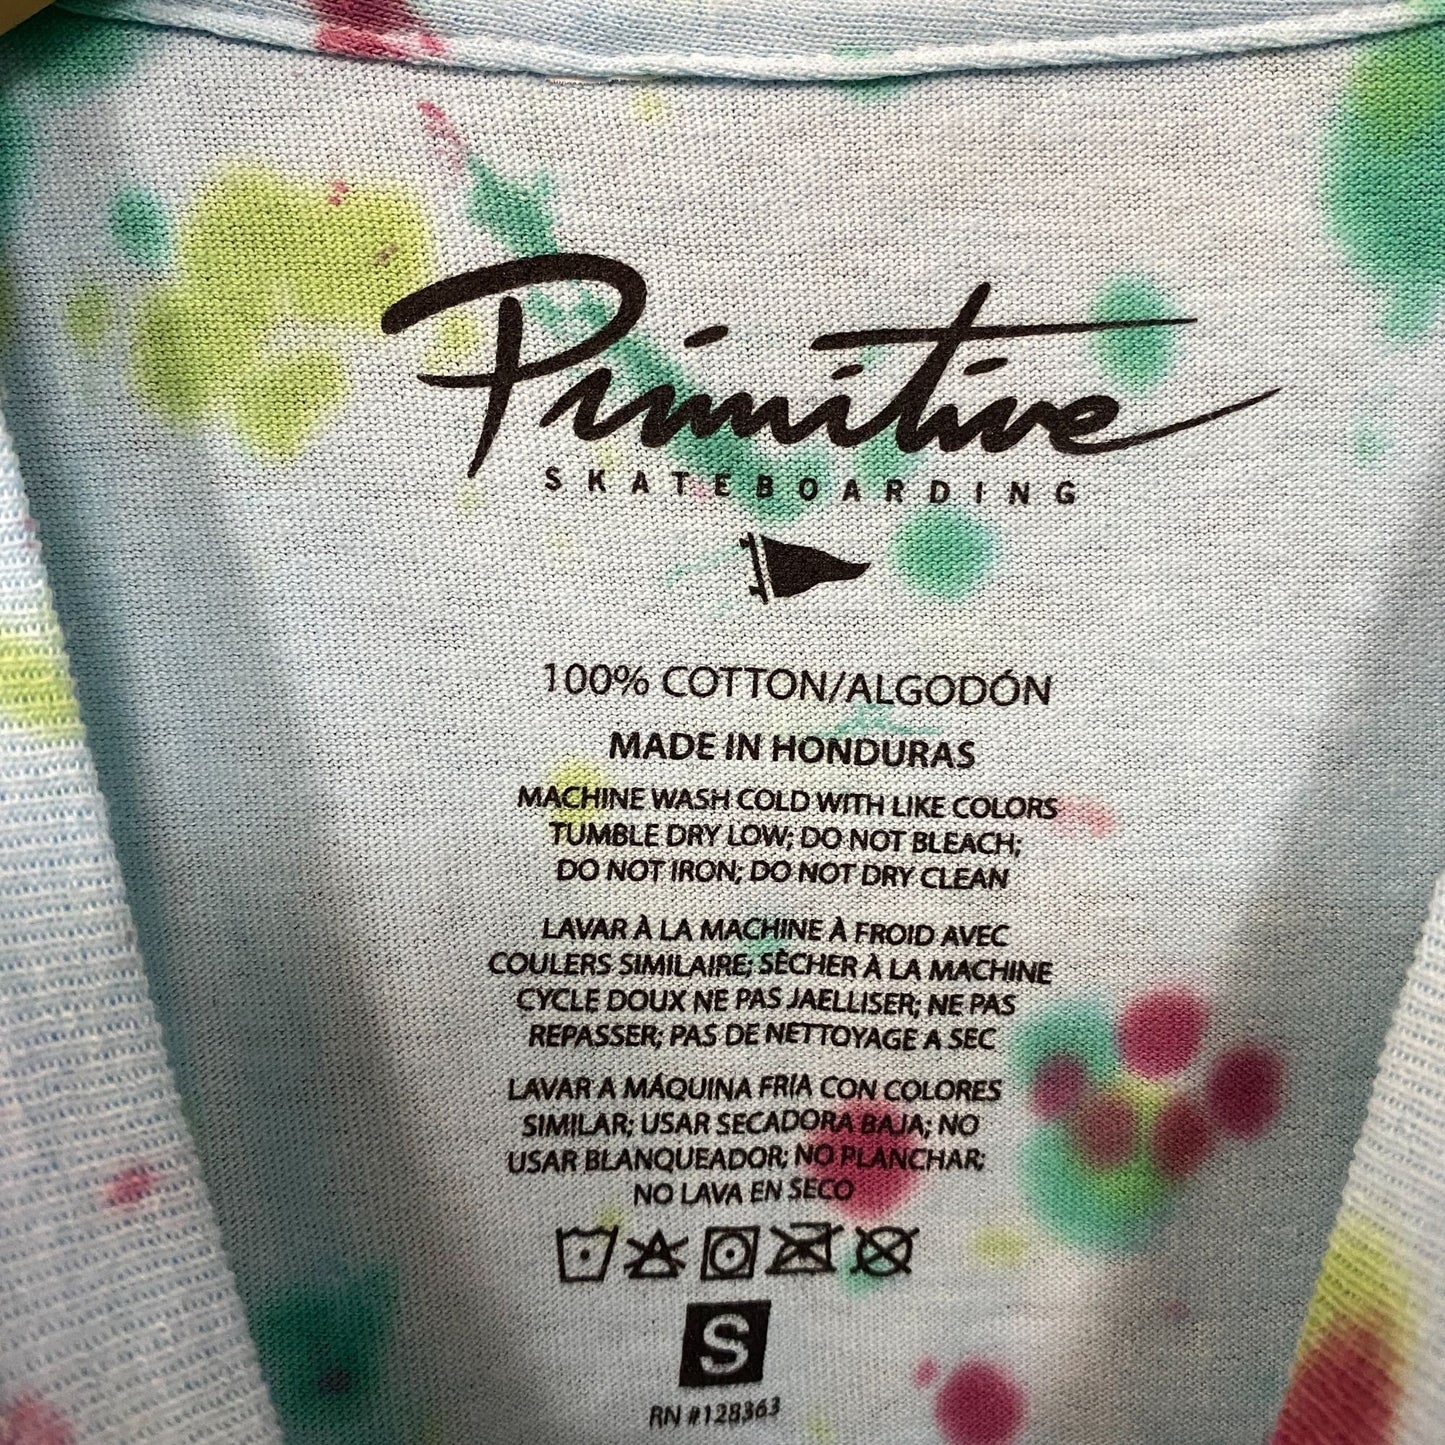 Primitive
SKATEBOARDING
100% COTTON/ALGODÓN
MADE IN HONDURAS
MACHINE WASH COLD WITH LIKE COLORS
TUMBLE DRY LOW; DO NOT BLEACH;
DO NOT IRON; DO NOT DRY CLEAN
LAVAR À LA MACHINE À FROID AVEC
COULERS SIMILAIRE; SÈCHER À LA MACHINE
CYCLE DOUX NE PAS JAELLISER; NE PAS
REPASSER; PAS DE NETTOYAGE A SEC
LAVAR A MÁQUINA FRÍA CON COLORES
SIMILAR; USAR SECADORA BAJA; NO
USAR BLANQUEADOR; NO PLANCHAR;
NO LAVA EN SECO
S
RN #128363